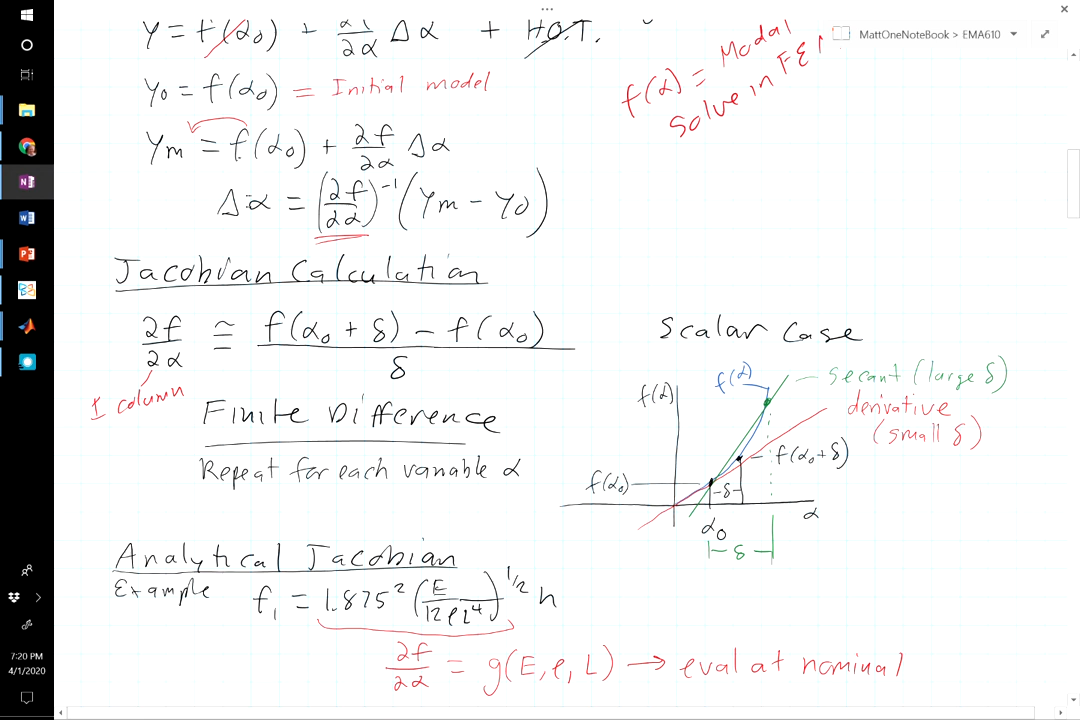 y = f(α₀) + ∂f/∂α Δα + H.O.T.
y₀ = f(α₀) = Initial model
yₘ = f(α₀) + ∂f/∂α Δα
Δα = (∂f/∂α)⁻¹ (yₘ - y₀)
f(α) = Modal
solve in FE
MattOneNoteBook > EMA610
Jacobian Calculation
∂f/∂α ≅ f(α₀ + δ) - f(α₀) / δ
1 column
Finite Difference
Repeat for each variable α
Scalar Case
f(α)
f(α)
secant (large δ)
derivative
(small δ)
f(α₀+δ)
f(α₀)
δ
α₀
α
δ
Analytical Jacobian
Example f₁ = 1.875² (E/12ρL⁴)^1/2 h
∂f/∂α = g(E, ρ, L) → eval at nominal
7:20 PM
4/1/2020